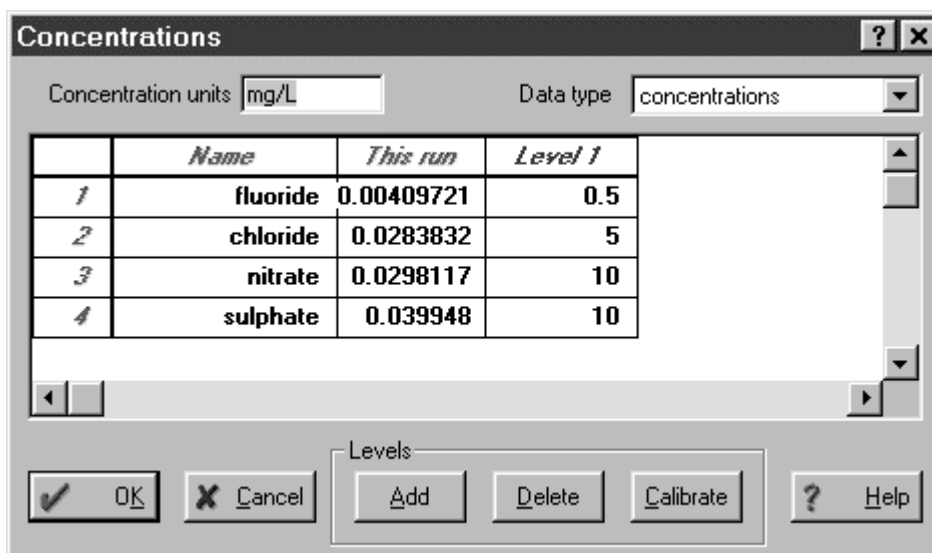 Concentrations ? X
Concentration units mg/L Data type concentrations
Name This run Level 1
1 fluoride 0.00409721 0.5
2 chloride 0.0283832 5
3 nitrate 0.0298117 10
4 sulphate 0.039948 10
Levels
OK Cancel Add Delete Calibrate ? Help